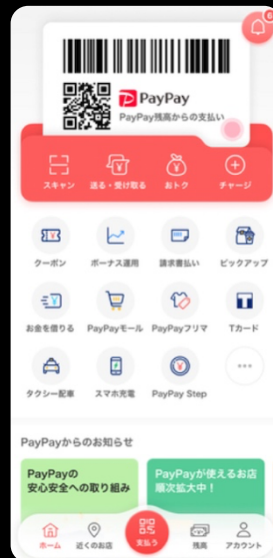 6
PayPay
PayPay残高からの支払い
スキャン 送る・受け取る おトク チャージ
クーポン ボーナス運用 請求書払い ピックアップ
お金を借りる PayPayモール PayPayフリマ Tカード
タクシー配車 スマホ充電 PayPay Step
PayPayからのお知らせ
PayPayの
安心安全への取り組み
PayPayが使えるお店
順次拡大中！
ホーム 近くのお店 支払う 残高 アカウント